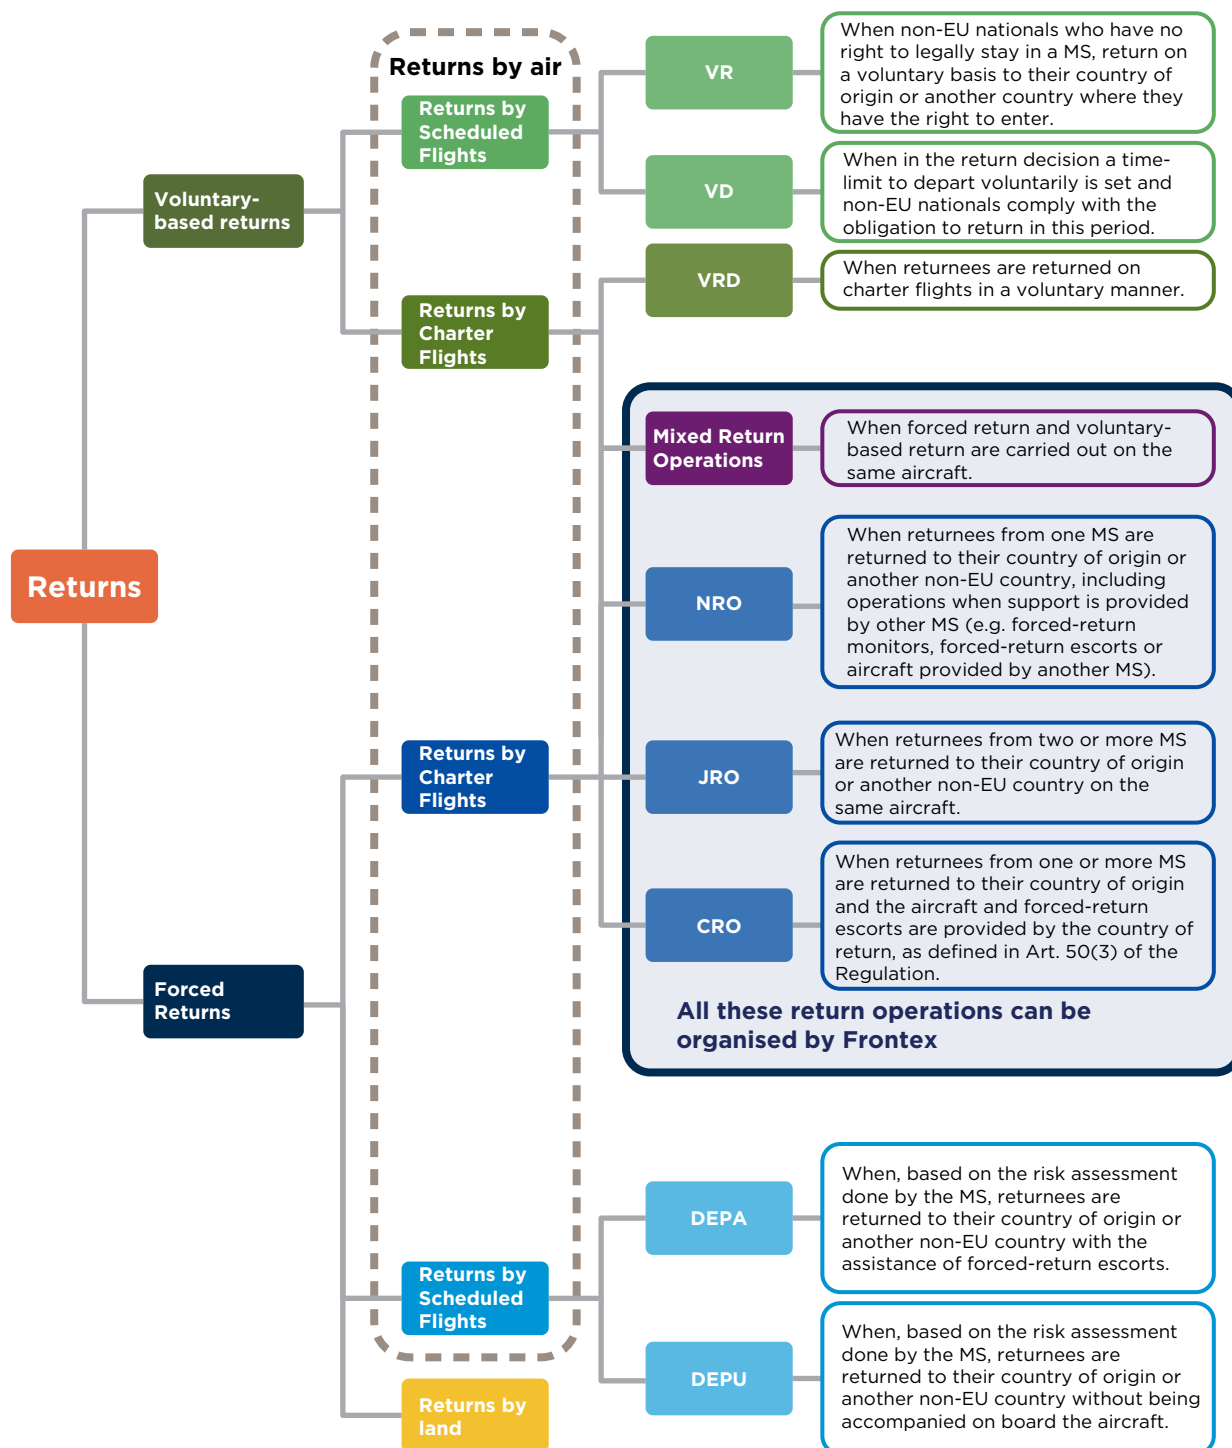 Returns by air
Returns by
Scheduled
Flights
VR
When non-EU nationals who have no
right to legally stay in a MS, return on
a voluntary basis to their country of
origin or another country where they
have the right to enter.
Voluntary-
based returns
VD
When in the return decision a time-
limit to depart voluntarily is set and
non-EU nationals comply with the
obligation to return in this period.
Returns by
Charter
Flights
VRD
When returnees are returned on
charter flights in a voluntary manner.
Mixed Return
Operations
When forced return and voluntary-
based return are carried out on the
same aircraft.
Returns
NRO
When returnees from one MS are
returned to their country of origin or
another non-EU country, including
operations when support is provided
by other MS (e.g. forced-return
monitors, forced-return escorts or
aircraft provided by another MS).
Returns by
Charter
Flights
JRO
When returnees from two or more MS
are returned to their country of origin
or another non-EU country on the
same aircraft.
CRO
When returnees from one or more MS
are returned to their country of origin
and the aircraft and forced-return
escorts are provided by the country of
return, as defined in Art. 50(3) of the
Regulation.
Forced
Returns
All these return operations can be
organised by Frontex
DEPA
When, based on the risk assessment
done by the MS, returnees are
returned to their country of origin or
another non-EU country with the
assistance of forced-return escorts.
Returns by
Scheduled
Flights
DEPU
When, based on the risk assessment
done by the MS, returnees are
returned to their country of origin or
another non-EU country without being
accompanied on board the aircraft.
Returns by
land